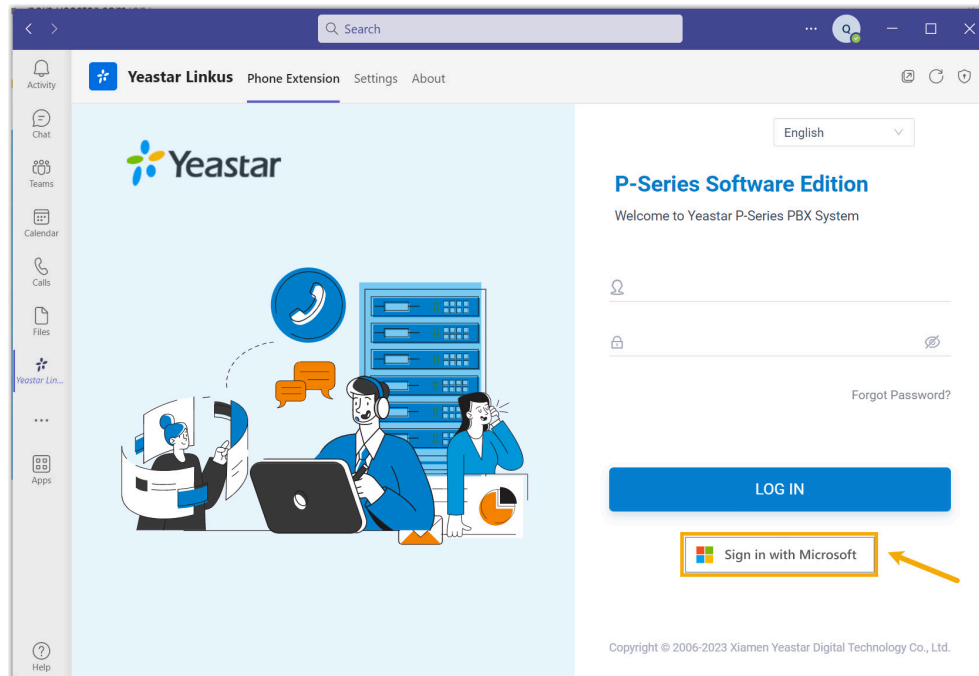 Search
...
Q
Activity
Chat
Teams
Calendar
Calls
Files
Yeastar Lin...
...
Apps
Help
Yeastar Linkus Phone Extension Settings About
Yeastar
English
P-Series Software Edition
Welcome to Yeastar P-Series PBX System
Forgot Password?
LOG IN
Sign in with Microsoft
Copyright © 2006-2023 Xiamen Yeastar Digital Technology Co., Ltd.